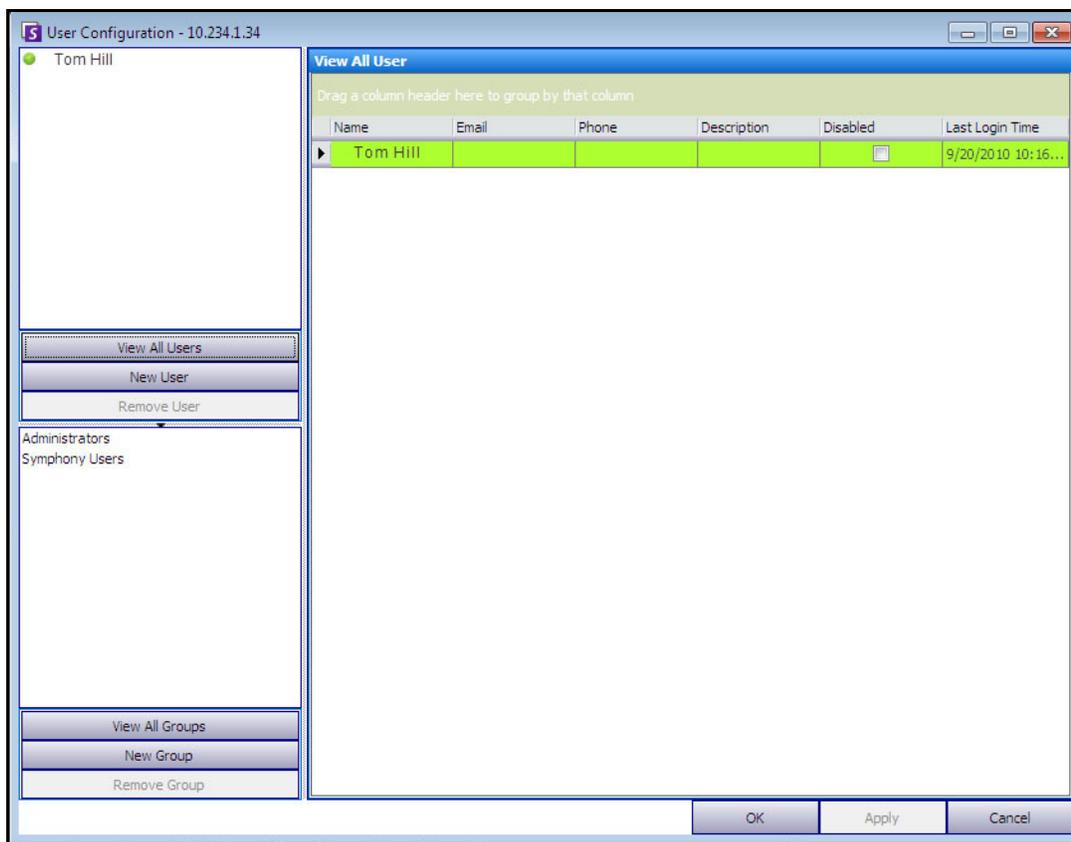 User Configuration - 10.234.1.34
Tom Hill
View All Users
New User
Remove User
Administrators
Symphony Users
View All Groups
New Group
Remove Group
View All User
Drag a column header here to group by that column
Name Email Phone Description Disabled Last Login Time
Tom Hill 9/20/2010 10:16...
OK Apply Cancel